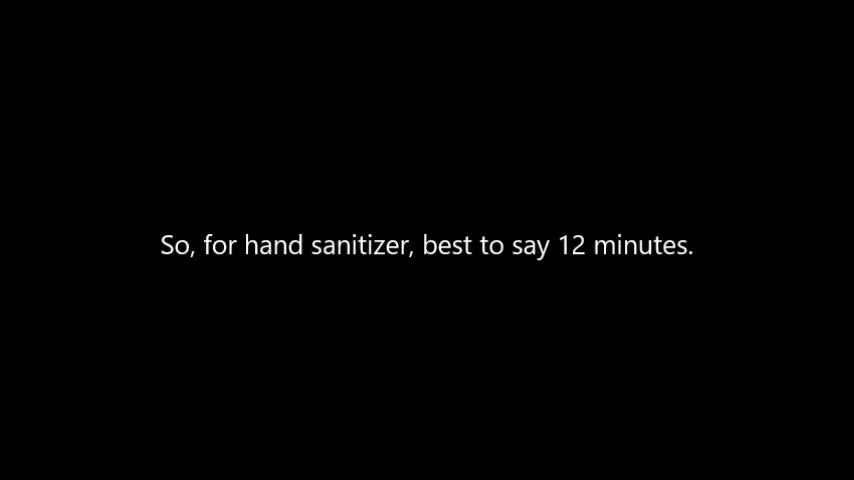 So, for hand sanitizer, best to say 12 minutes.